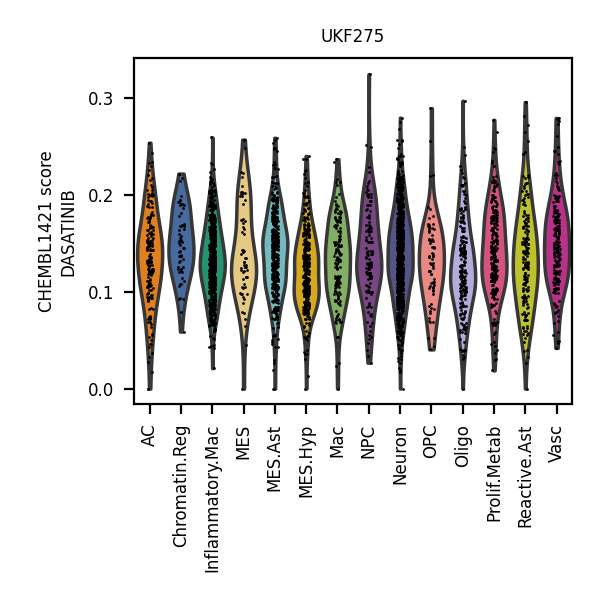 UKF275
CHEMBL1421 score
DASATINIB
0.3
0.2
0.1
0.0
AC
Chromatin.Reg
Inflammatory.Mac
MES
MES.Ast
MES.Hyp
Mac
NPC
Neuron
OPC
Oligo
Prolif.Metab
Reactive.Ast
Vasc